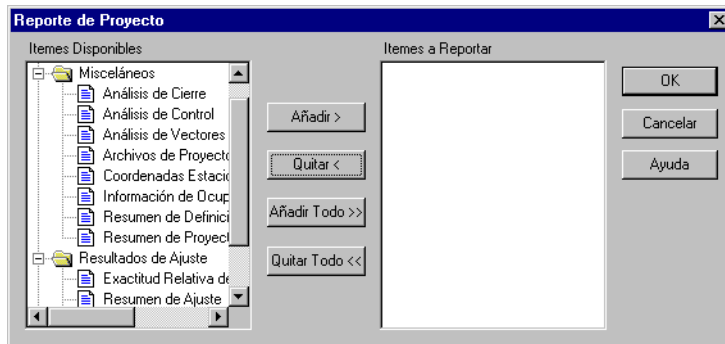 Reporte de Proyecto
Itemes Disponibles
Misceláneos
Análisis de Cierre
Análisis de Control
Análisis de Vectores
Archivos de Proyecto
Coordenadas Estacio
Información de Ocup
Resumen de Definici
Resumen de Proyect
Resultados de Ajuste
Exactitud Relativa de
Resumen de Ajuste
Añadir >
Quitar <
Añadir Todo >>
Quitar Todo <<
Itemes a Reportar
OK
Cancelar
Ayuda